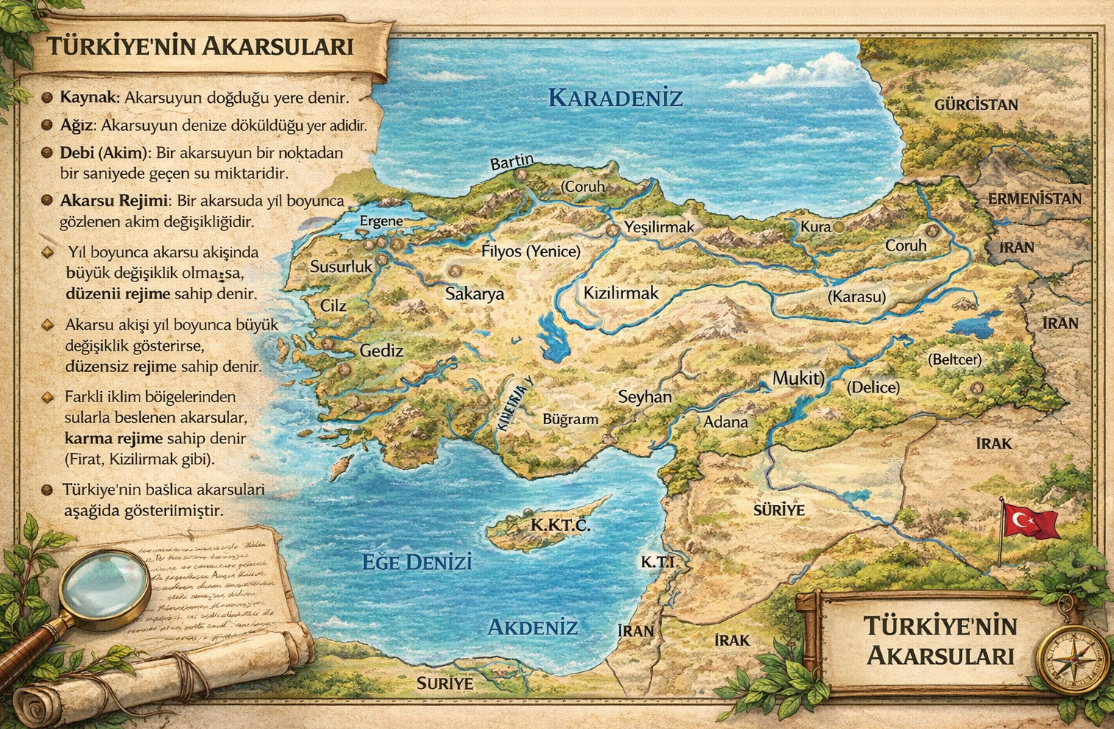 TÜRKİYE'NİN AKARSULARI
Kaynak: Akarsuyun doğduğu yere denir.
Ağız: Akarsuyun denize döküldüğu yer adidir.
Debi (Akim): Bir akarsuyun bir noktadan
bir saniyede geçen su miktaridir.
Akarsu Rejimi: Bir akarsuda yıl boyunca
gözlenen akim değişikliğidir.
Yıl boyunca akarsu akişinda
büyük değişiklik olmazsa,
düzenii rejime sahip denir.
Akarsu akişi yıl boyunca büyük
değişiklik gösterirse,
düzensiz rejime sahip denir.
Farkli iklim böigelerinden
sularla beslenen akarsular,
karma rejime sahip denir
(Fırat, Kizilirmak gibi).
Türkiye'nin başlica akarsulari
aşağida gösteriimiştir.
KARADENİZ
GÜRCİSTAN
ERMENİSTAN
İRAN
İRAN
Bartin
(Coruh
Ergene
Filyos (Yenice)
Yeşilirmak
Kura
Coruh
Susurluk
Sakarya
Kizilirmak
(Karasu)
Cilz
Gediz
(Beltcer)
Mukit)
(Delice)
Seyhan
Adana
Büğram
IRAK
SÜRİYE
K.K.T.C.
K.T.I.
EĞE DENİZI
AKDENİZ
İRAN
IRAK
SURİYE
TÜRKİYE'NİN
AKARSULARI